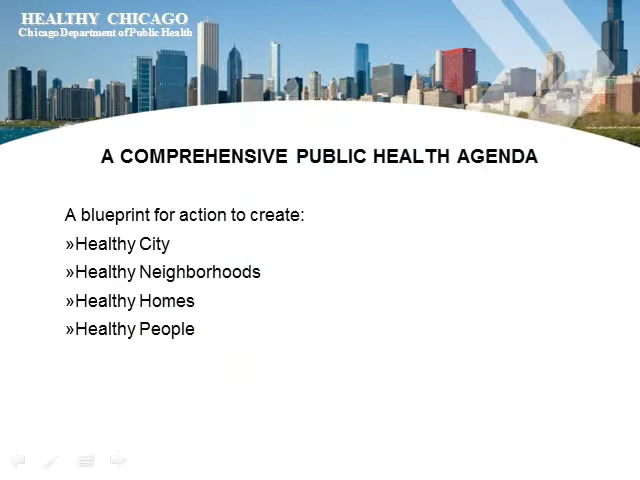 HEALTHY CHICAGO
Chicago Department of Public Health
A COMPREHENSIVE PUBLIC HEALTH AGENDA
A blueprint for action to create:
»Healthy City
»Healthy Neighborhoods
»Healthy Homes
»Healthy People